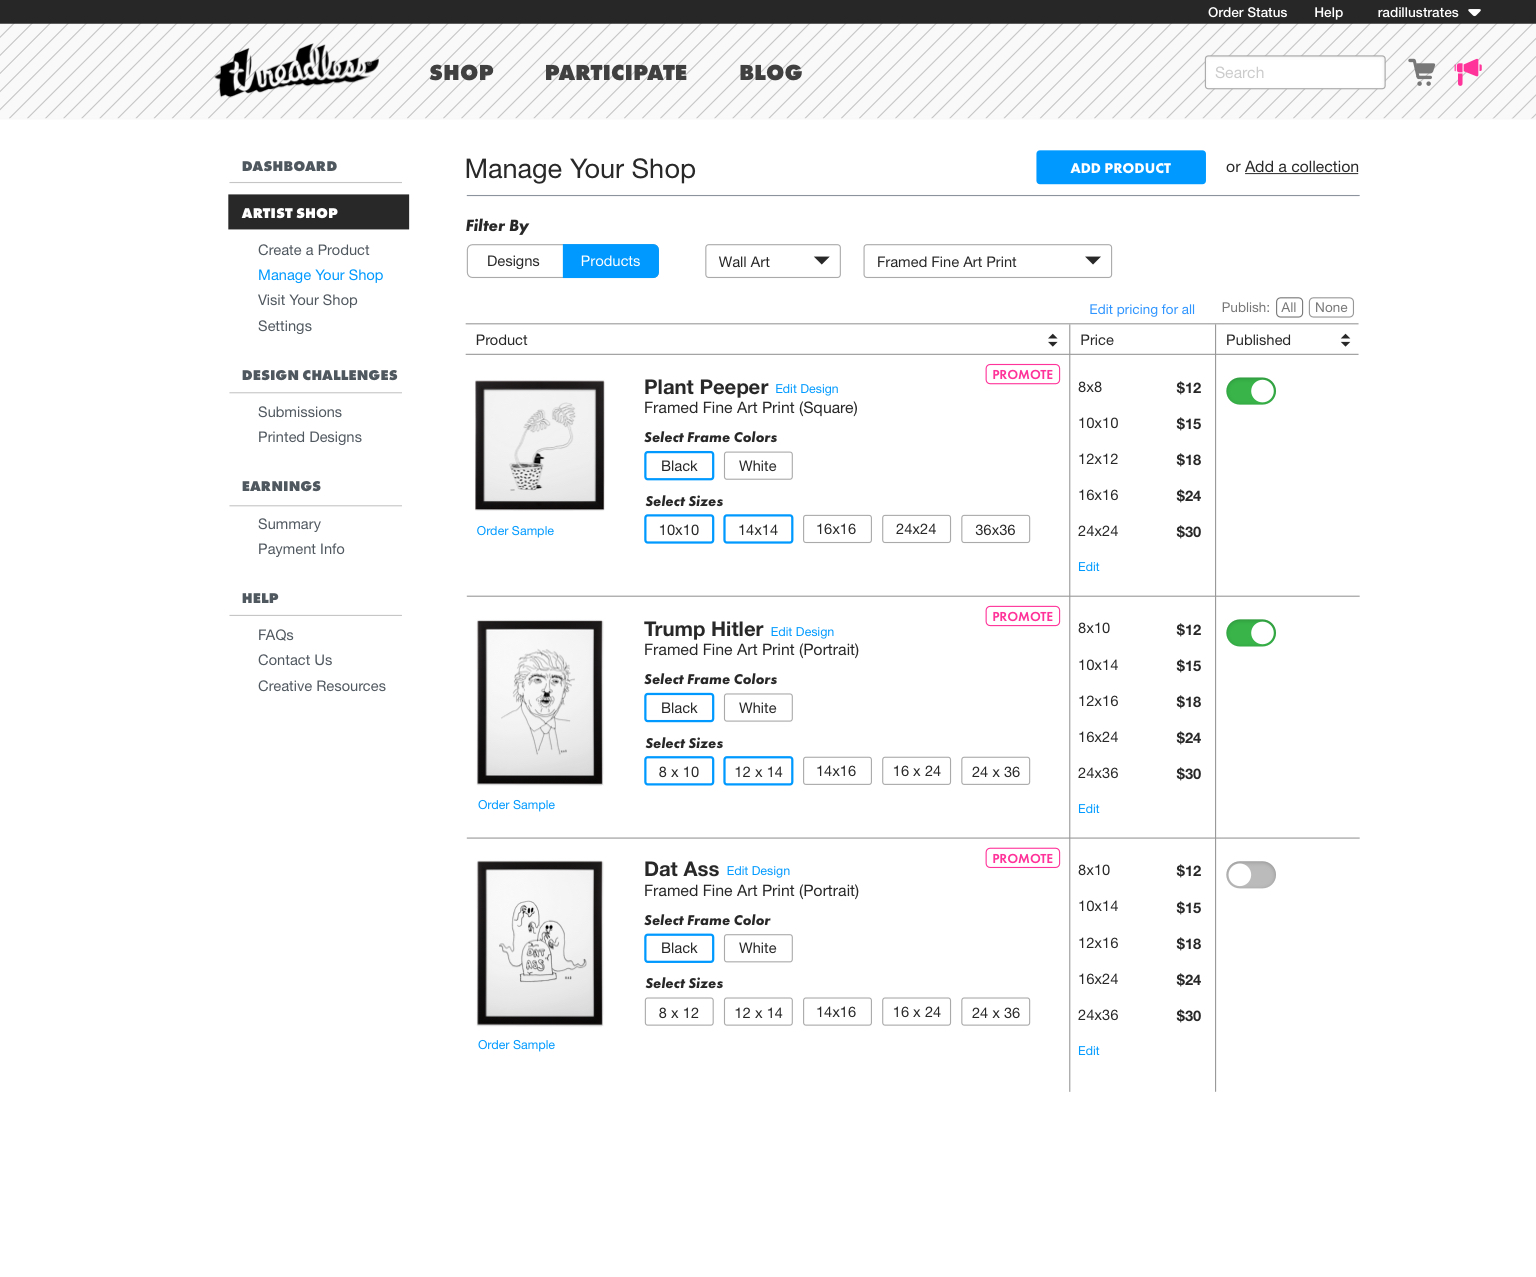 Order Status Help radillustrates
threadless SHOP PARTICIPATE BLOG Search
DASHBOARD
ARTIST SHOP
Create a Product
Manage Your Shop
Visit Your Shop
Settings
DESIGN CHALLENGES
Submissions
Printed Designs
EARNINGS
Summary
Payment Info
HELP
FAQs
Contact Us
Creative Resources
Manage Your Shop ADD PRODUCT or Add a collection
Filter By
Designs Products Wall Art Framed Fine Art Print
Edit pricing for all Publish: All None
Product Price Published
PROMOTE
Plant Peeper Edit Design
Framed Fine Art Print (Square)
Select Frame Colors
Black White
Select Sizes
10x10 14x14 16x16 24x24 36x36
Order Sample
8x8 $12
10x10 $15
12x12 $18
16x16 $24
24x24 $30
Edit
PROMOTE
Trump Hitler Edit Design
Framed Fine Art Print (Portrait)
Select Frame Colors
Black White
Select Sizes
8 x 10 12 x 14 14x16 16 x 24 24 x 36
Order Sample
8x10 $12
10x14 $15
12x16 $18
16x24 $24
24x36 $30
Edit
PROMOTE
Dat Ass Edit Design
Framed Fine Art Print (Portrait)
Select Frame Color
Black White
Select Sizes
8 x 12 12 x 14 14x16 16 x 24 24 x 36
DAT
ASS
Order Sample
8x10 $12
10x14 $15
12x16 $18
16x24 $24
24x36 $30
Edit